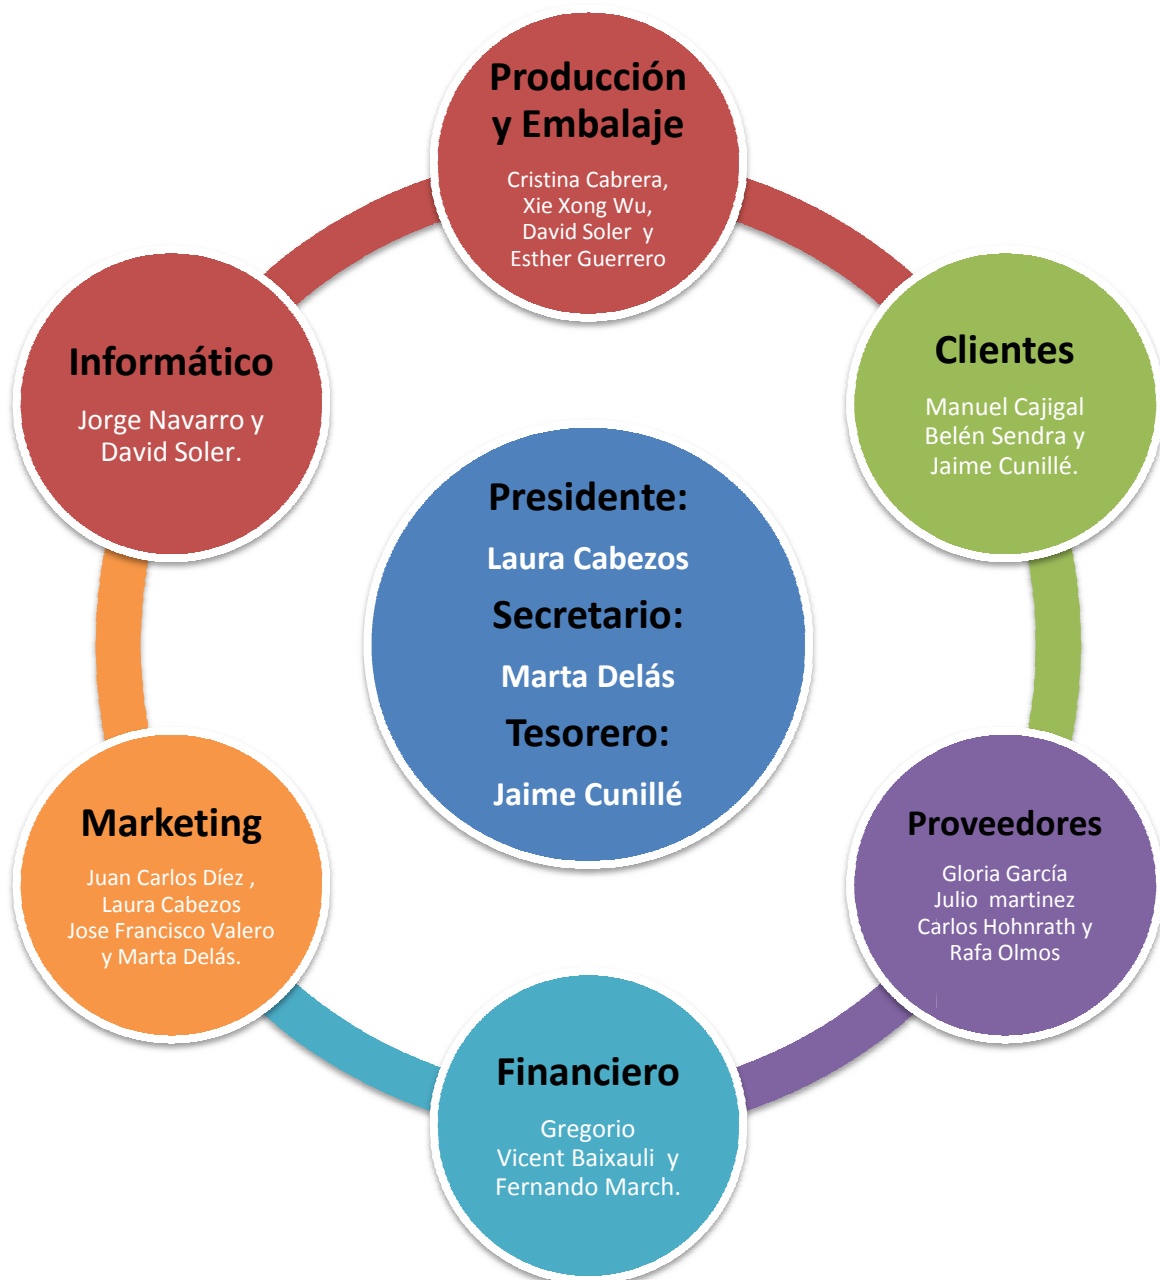 Producción
y Embalaje
Cristina Cabrera,
Xie Xong Wu,
David Soler y
Esther Guerrero
Informático
Jorge Navarro y
David Soler.
Clientes
Manuel Cajigal
Belén Sendra y
Jaime Cunillé.
Presidente:
Laura Cabezos
Secretario:
Marta Delás
Tesorero:
Jaime Cunillé
Marketing
Juan Carlos Díez ,
Laura Cabezos
Jose Francisco Valero
y Marta Delás.
Proveedores
Gloria García
Julio martinez
Carlos Hohnrath y
Rafa Olmos
Financiero
Gregorio
Vicent Baixauli y
Fernando March.